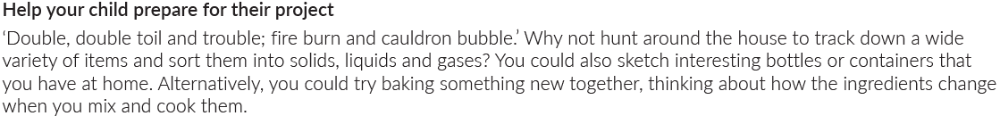 Help your child prepare for their project
‘Double, double toil and trouble; fire burn and cauldron bubble.’ Why not hunt around the house to track down a wide
variety of items and sort them into solids, liquids and gases? You could also sketch interesting bottles or containers that
you have at home. Alternatively, you could try baking something new together, thinking about how the ingredients change
when you mix and cook them.